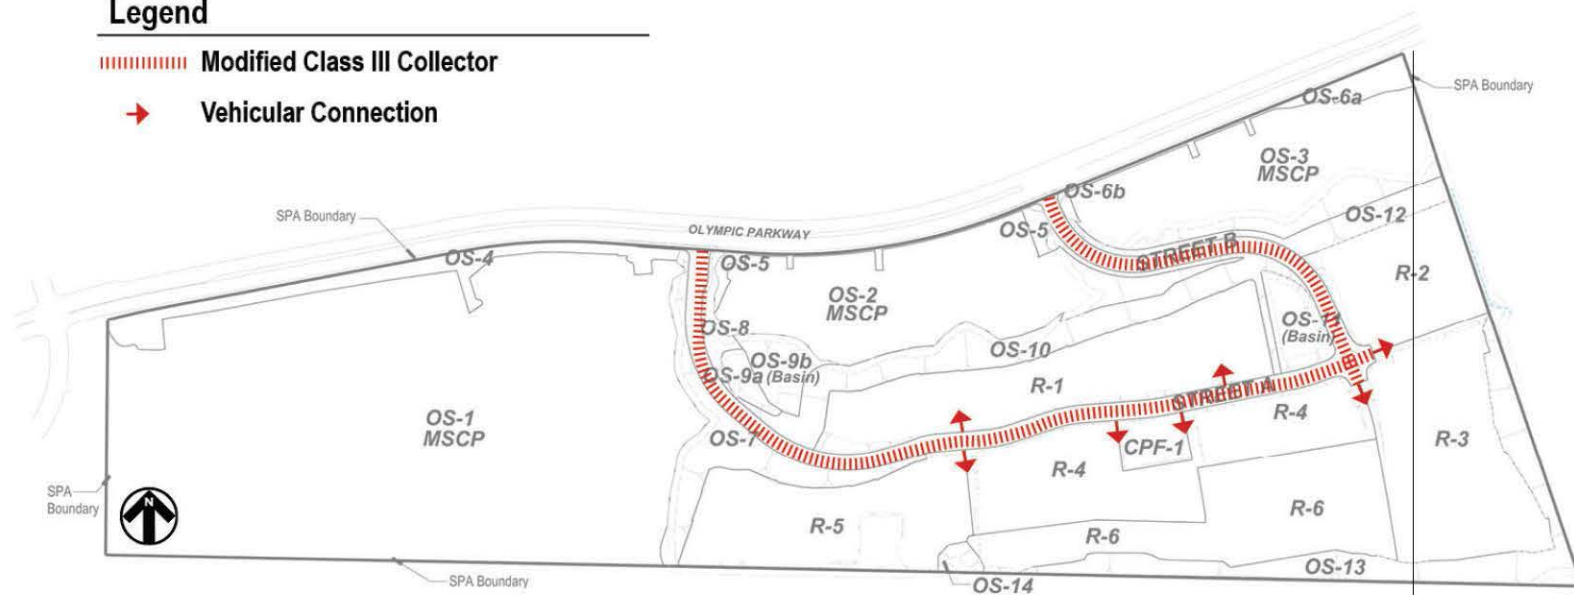 Legend
Modified Class III Collector
Vehicular Connection
SPA Boundary
OS-6a
OS-3
MSCP
SPA Boundary
OS-6b
OS-12
OS-5
OLYMPIC PARKWAY
OS-4
OS-5
STREET B
R-2
OS-2
MSCP
OS-8
OS-11
(Basin)
OS-10
OS-9b
(Basin)
OS-9a
R-1
STREET A
OS-1
MSCP
R-4
OS-7
R-3
CPF-1
R-4
SPA
Boundary
N
R-6
R-5
R-6
OS-13
SPA Boundary
OS-14